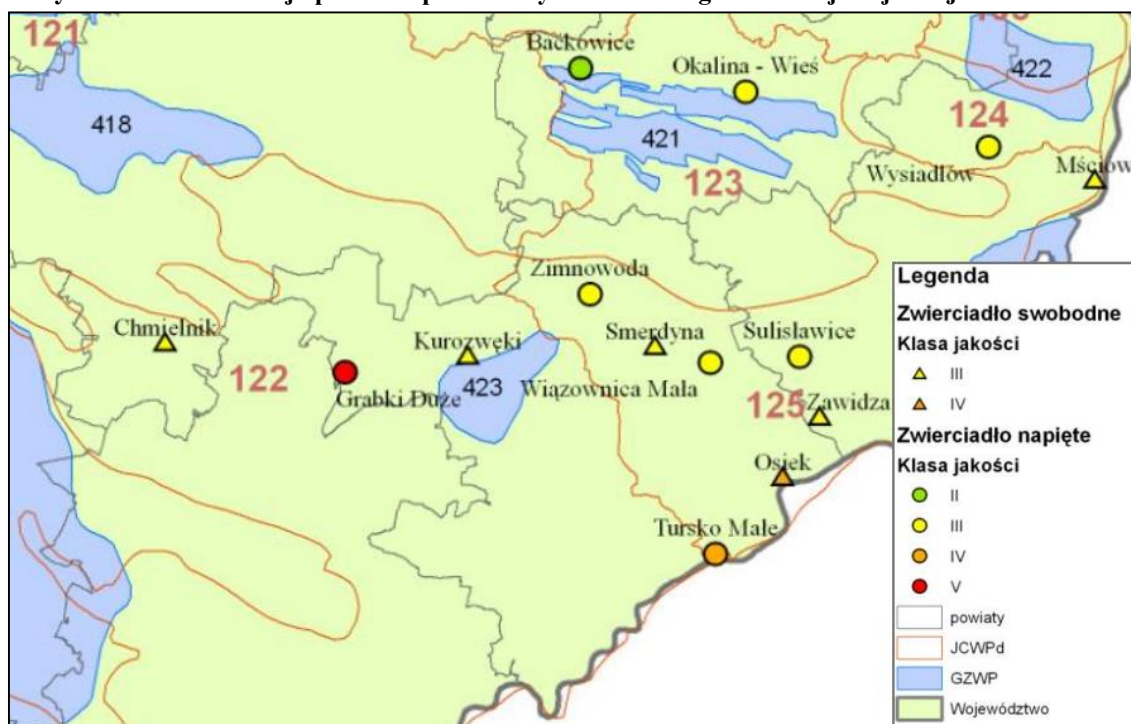 121
Baćkowice
Okalina - Wieś
422
418
124
421
Mściów
123
Wysiadłów
Zimnowoda
Chmielnik
Kurozwęki
Smerdyna
Sulisławice
122
Grabki Duże
423
Wiązownica Mała
125
Zawidza
Osiek
Tursko Małe
Legenda
Zwierciadło swobodne
Klasa jakości
III
IV
Zwierciadło napięte
Klasa jakości
II
III
IV
V
powiaty
JCWPd
GZWP
Województwo